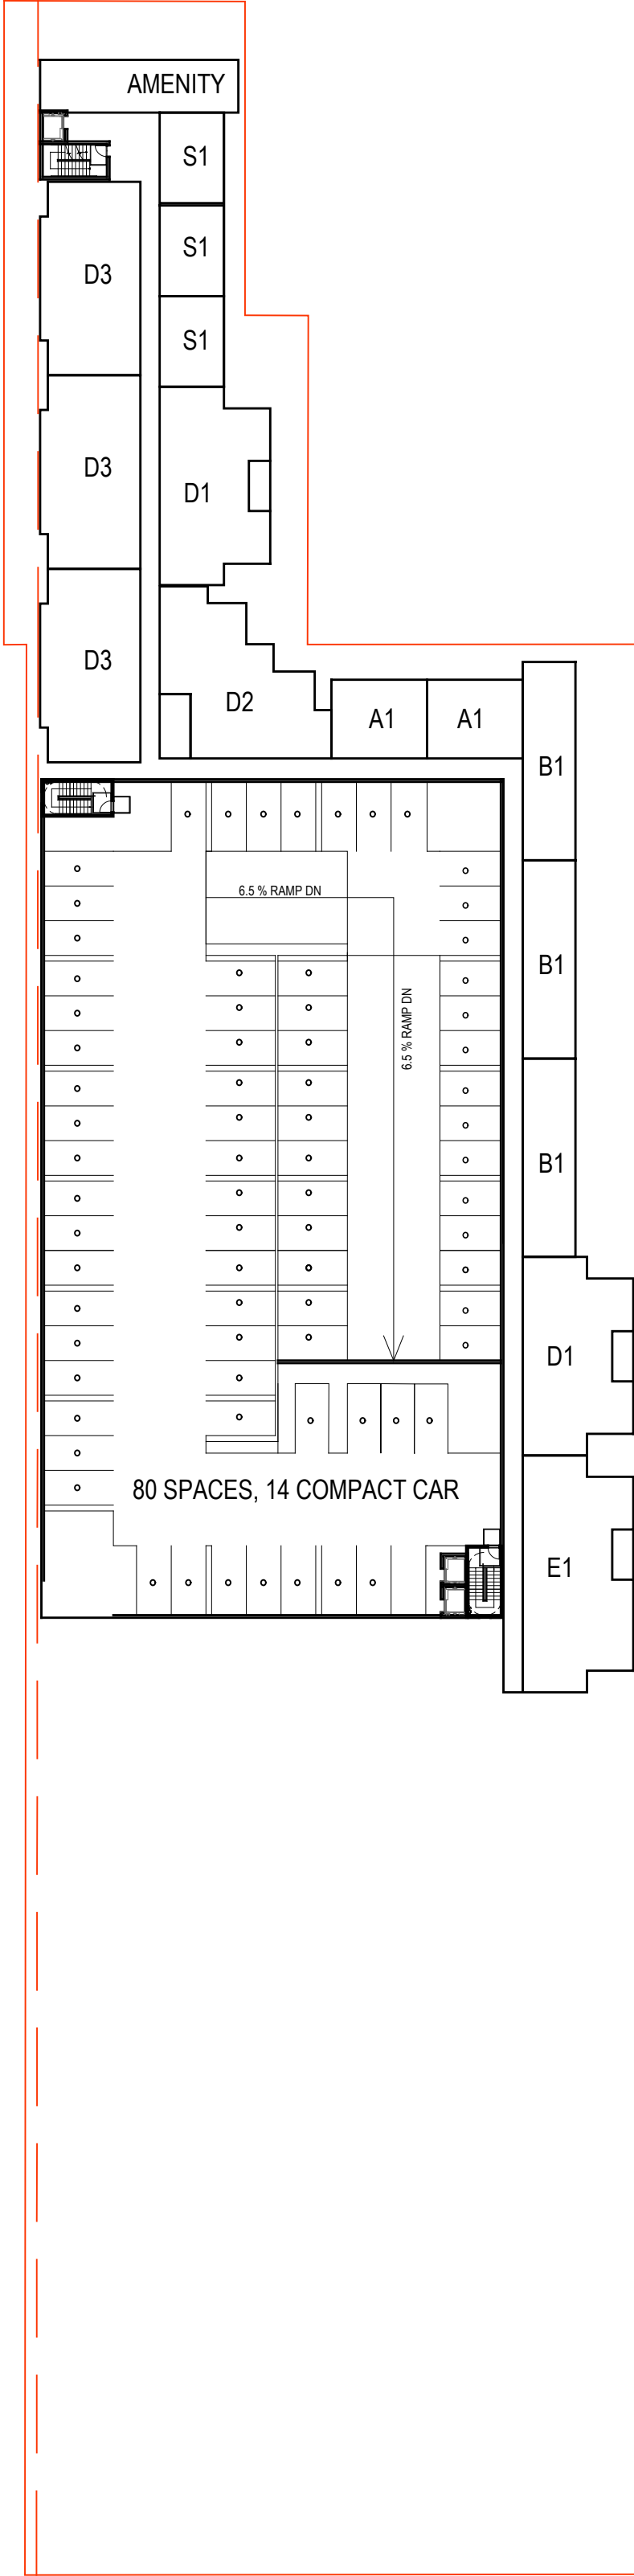 AMENITY
S1
S1
D3
S1
D3
D1
D3
D2
A1
A1
B1
6.5 % RAMP DN
B1
6.5 % RAMP DN
B1
D1
80 SPACES, 14 COMPACT CAR
E1